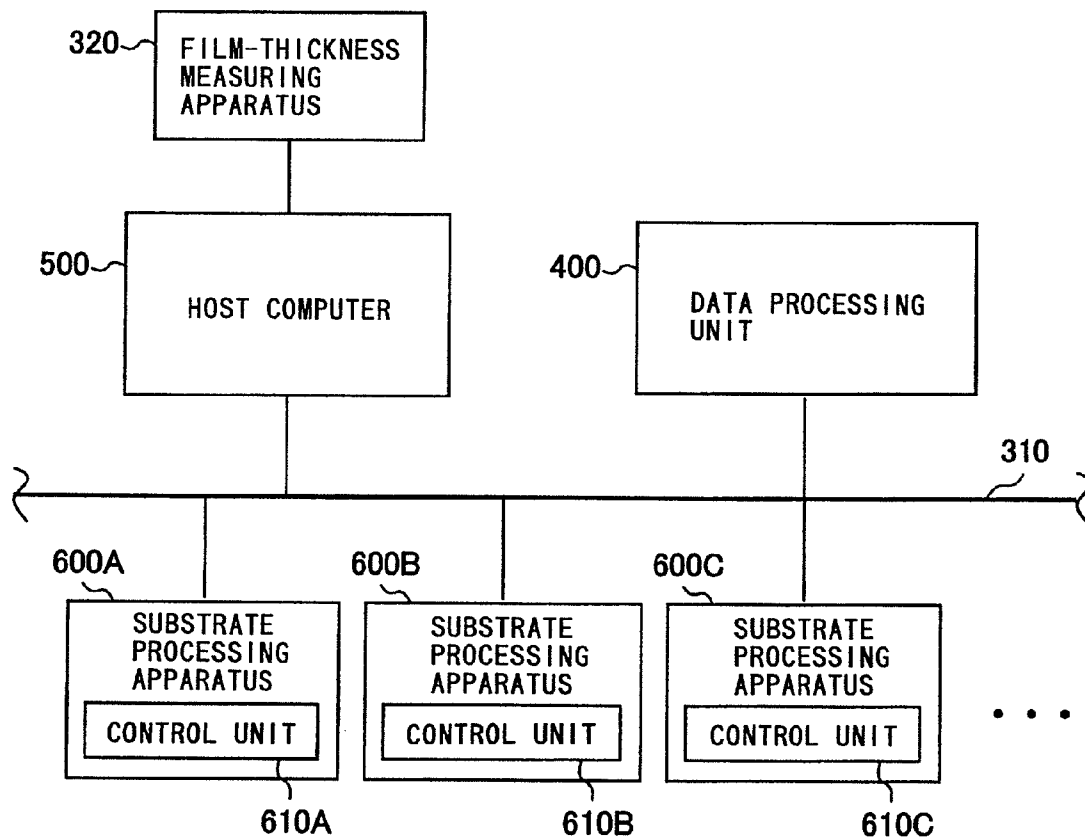 320
FILM-THICKNESS
MEASURING
APPARATUS
500
HOST COMPUTER
400
DATA PROCESSING
UNIT
310
600A
SUBSTRATE
PROCESSING
APPARATUS
CONTROL UNIT
610A
600B
SUBSTRATE
PROCESSING
APPARATUS
CONTROL UNIT
610B
600C
SUBSTRATE
PROCESSING
APPARATUS
CONTROL UNIT
610C
• • •